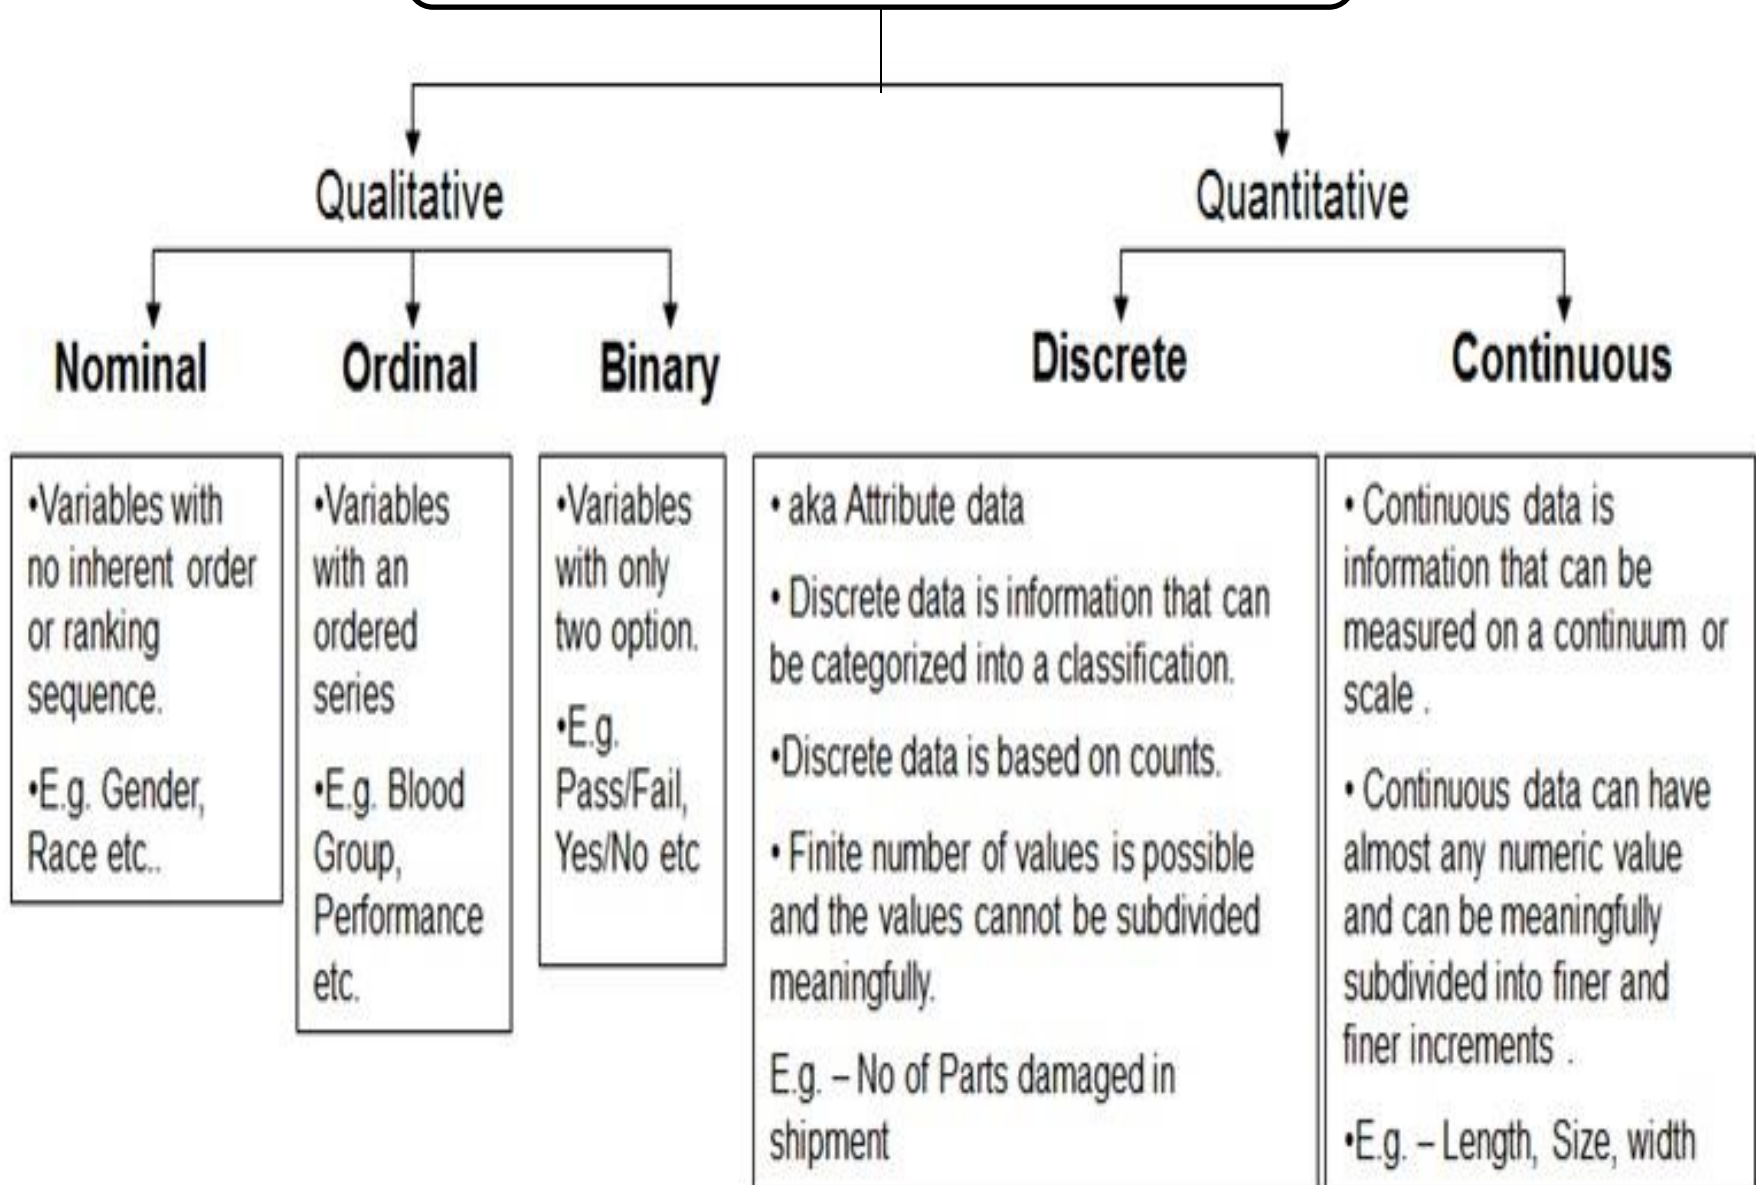 Qualitative
Quantitative
Nominal
Ordinal
Binary
Discrete
Continuous
•Variables with
no inherent order
or ranking
sequence.
•E.g. Gender,
Race etc..
•Variables
with an
ordered
series
•E.g. Blood
Group,
Performance
etc.
•Variables
with only
two option.
•E.g.
Pass/Fail,
Yes/No etc
• aka Attribute data
• Discrete data is information that can
be categorized into a classification.
•Discrete data is based on counts.
• Finite number of values is possible
and the values cannot be subdivided
meaningfully.
E.g. – No of Parts damaged in
shipment
• Continuous data is
information that can be
measured on a continuum or
scale .
• Continuous data can have
almost any numeric value
and can be meaningfully
subdivided into finer and
finer increments .
•E.g. – Length, Size, width